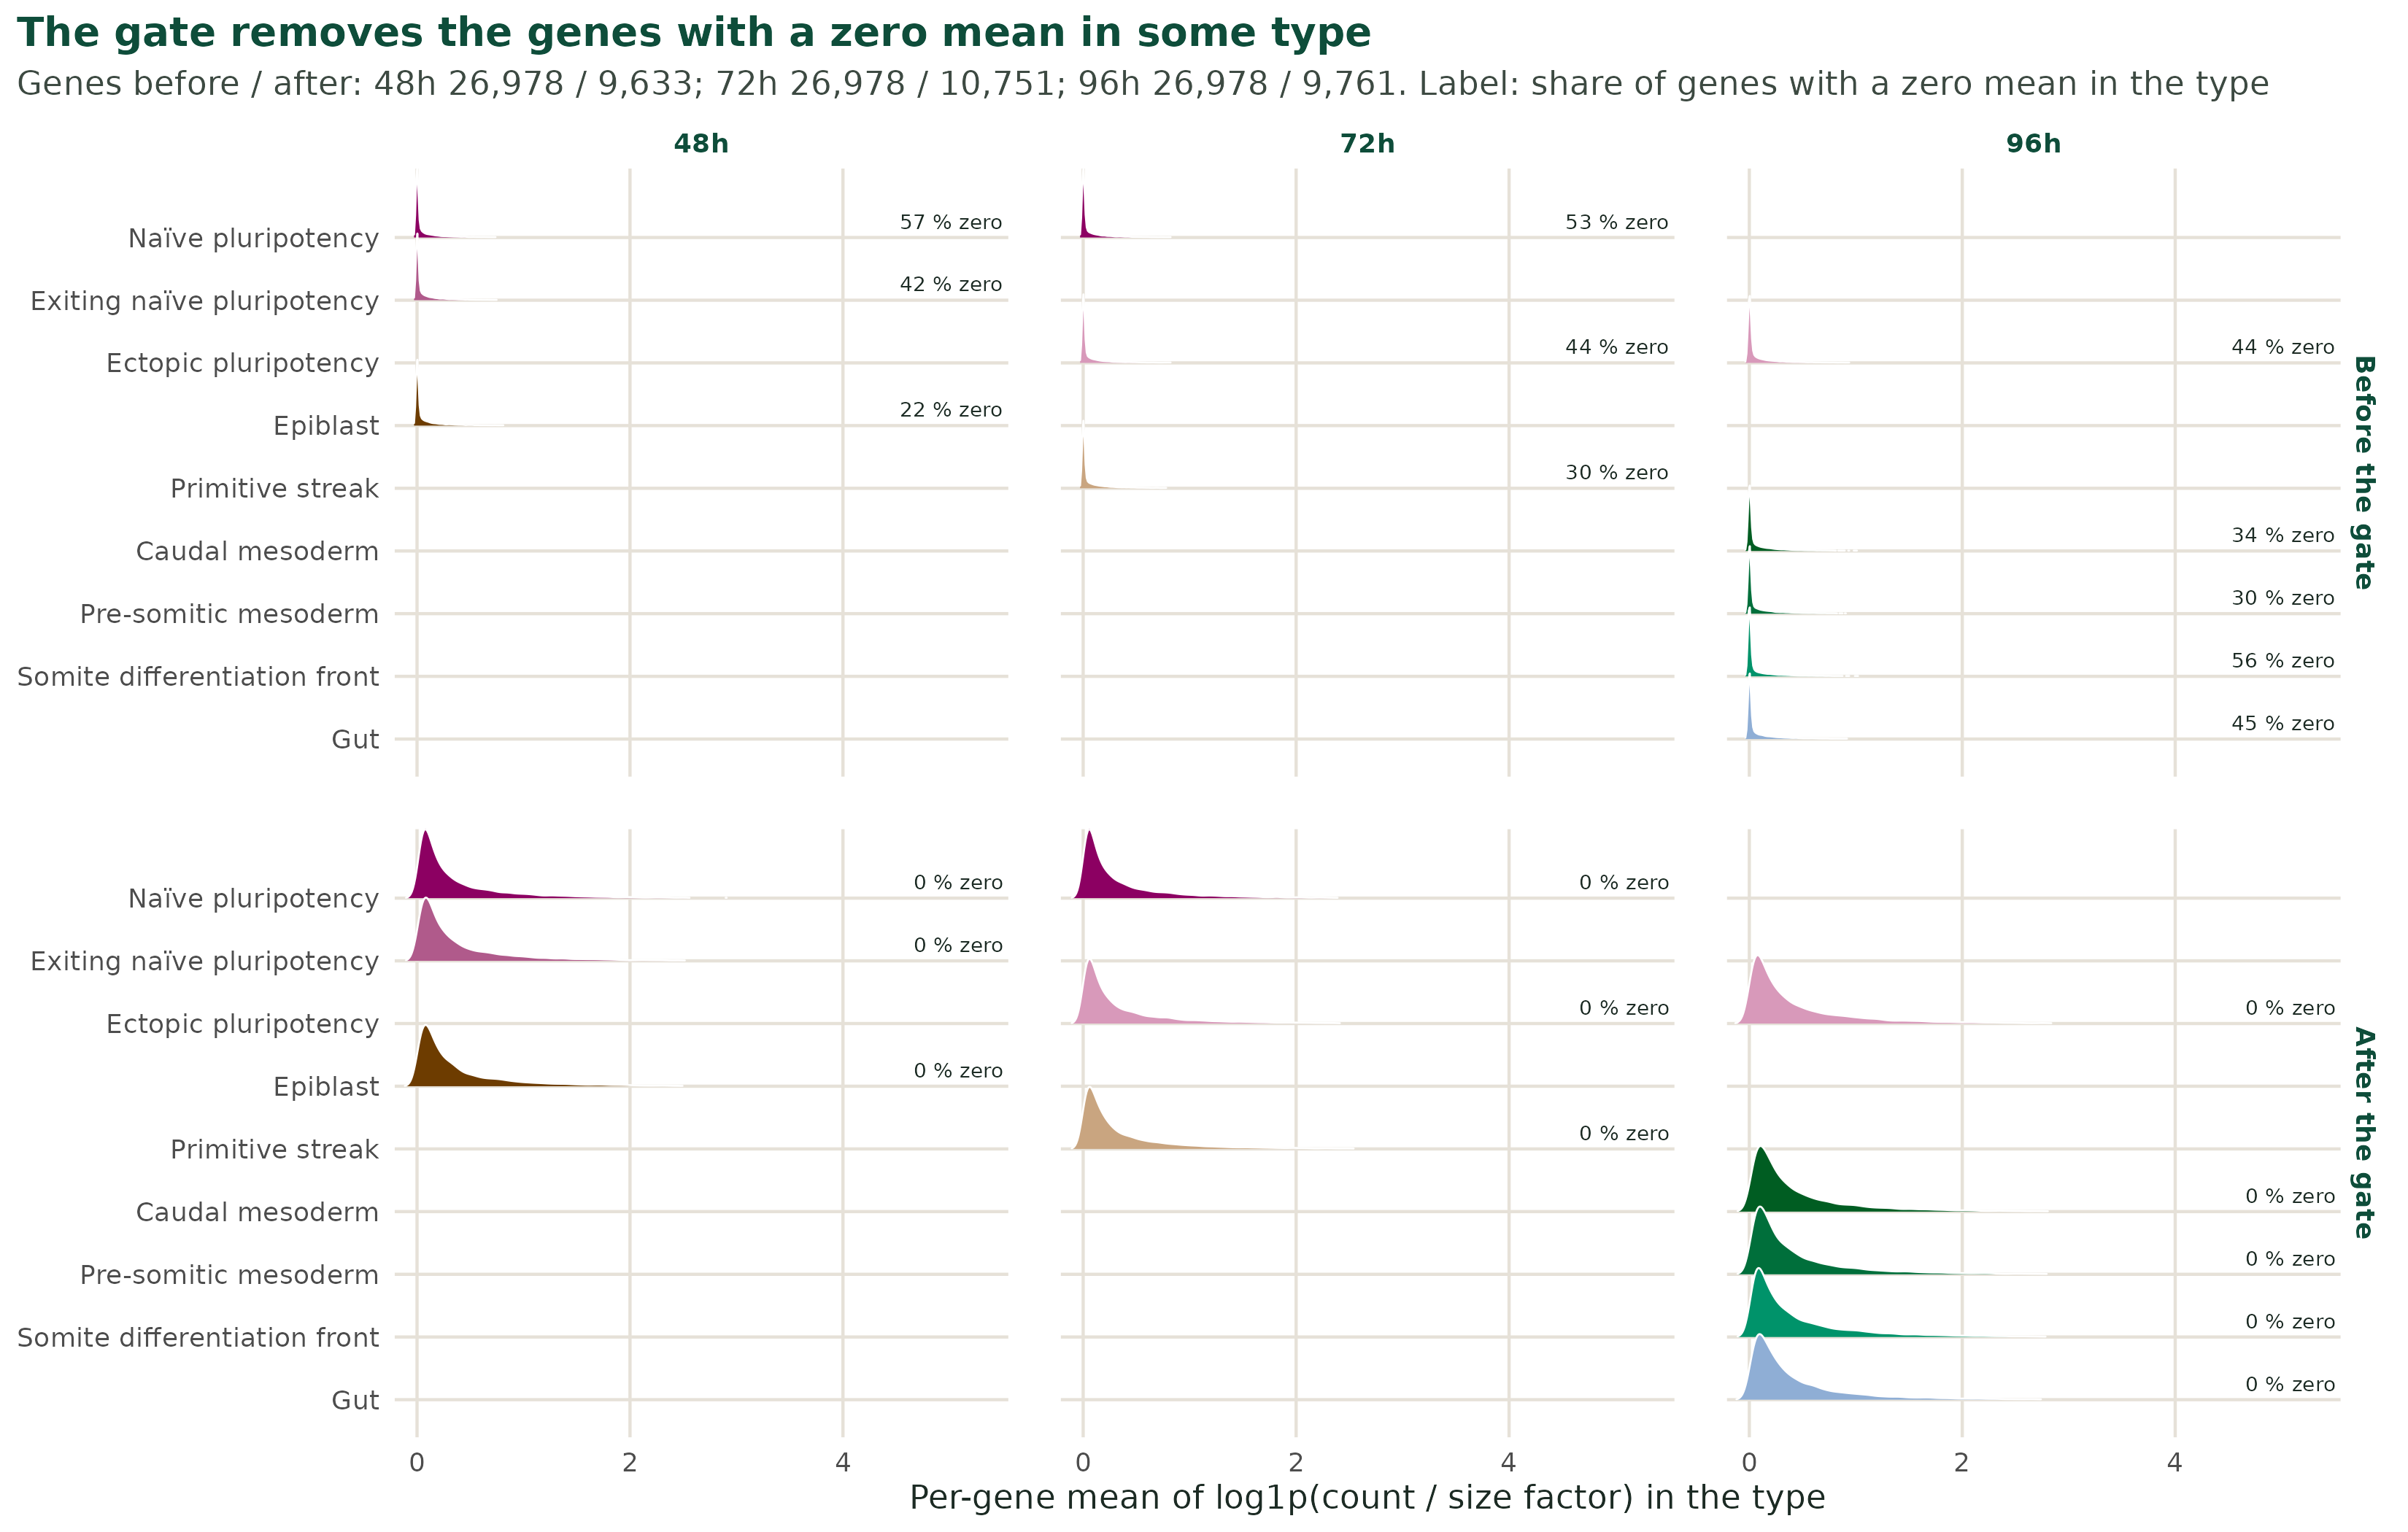 The gate removes the genes with a zero mean in some type
Genes before / after: 48h 26,978 / 9,633; 72h 26,978 / 10,751; 96h 26,978 / 9,761. Label: share of genes with a zero mean in the type
48h
72h
96h
Naïve pluripotency
57 % zero
53 % zero
Exiting naïve pluripotency
42 % zero
Ectopic pluripotency
44 % zero
44 % zero
Epiblast
22 % zero
Primitive streak
30 % zero
Caudal mesoderm
34 % zero
Pre-somitic mesoderm
30 % zero
Somite differentiation front
56 % zero
Gut
45 % zero
Before the gate
Naïve pluripotency
0 % zero
0 % zero
Exiting naïve pluripotency
0 % zero
Ectopic pluripotency
0 % zero
0 % zero
Epiblast
0 % zero
Primitive streak
0 % zero
Caudal mesoderm
0 % zero
Pre-somitic mesoderm
0 % zero
Somite differentiation front
0 % zero
Gut
0 % zero
After the gate
0 2 4
0 2 4
0 2 4
Per-gene mean of log1p(count / size factor) in the type